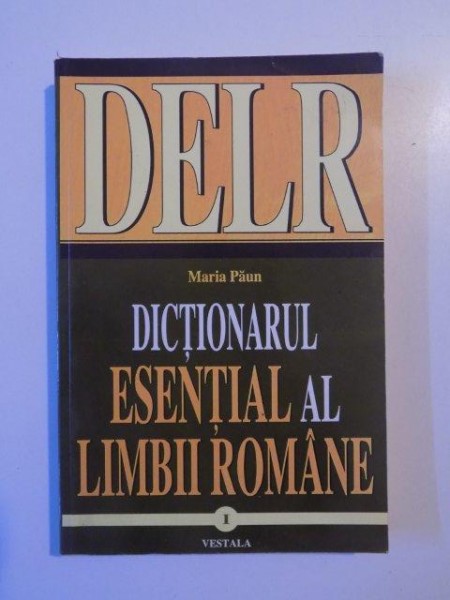 DELR
Maria Păun
DICȚIONARUL
ESENȚIAL AL
LIMBII ROMÂNE
I
VESTALA